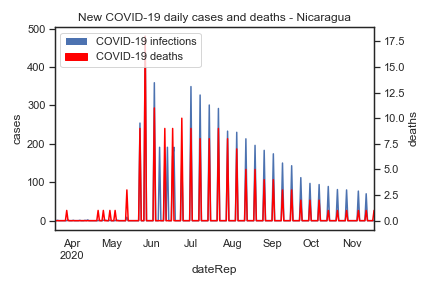 New COVID-19 daily cases and deaths - Nicaragua
COVID-19 infections
COVID-19 deaths
500
400
300
200
100
0
cases
17.5
15.0
12.5
10.0
7.5
5.0
2.5
0.0
deaths
Apr May Jun Jul Aug Sep Oct Nov
2020
dateRep